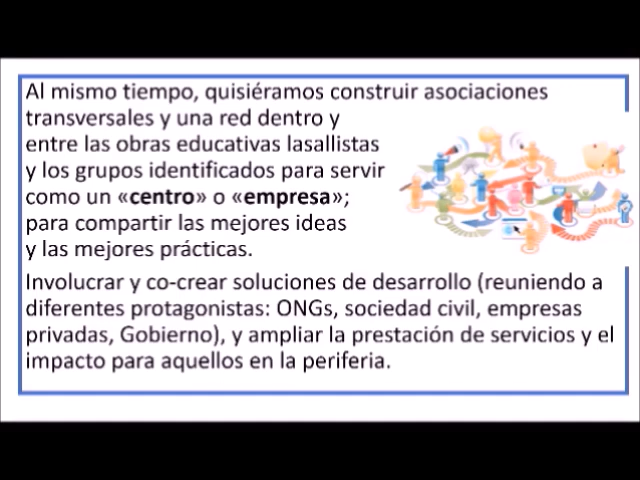 Al mismo tiempo, quisiéramos construir asociaciones
transversales y una red dentro y
entre las obras educativas lasallistas
y los grupos identificados para servir
como un «centro» o «empresa»;
para compartir las mejores ideas
y las mejores prácticas.
Involucrar y co-crear soluciones de desarrollo (reuniendo a
diferentes protagonistas: ONGs, sociedad civil, empresas
privadas, Gobierno), y ampliar la prestación de servicios y el
impacto para aquellos en la periferia.